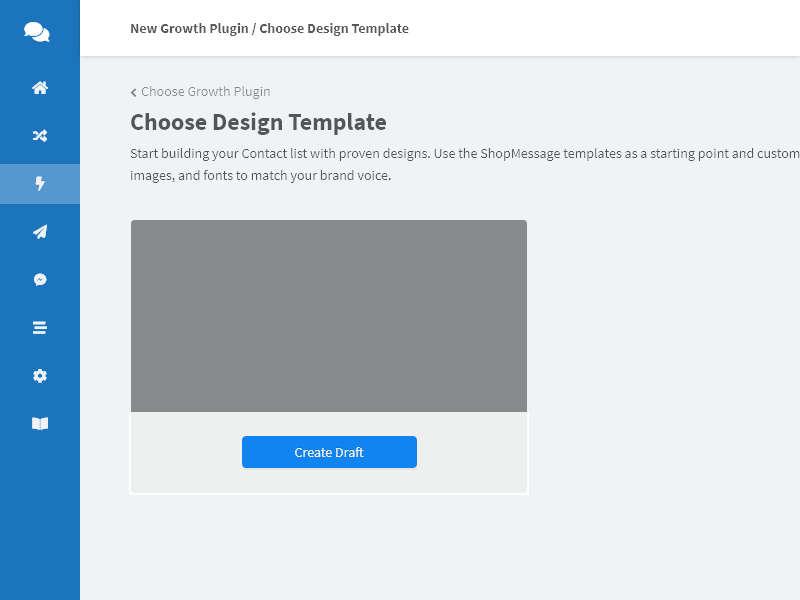 New Growth Plugin / Choose Design Template
Choose Growth Plugin
Choose Design Template
Start building your Contact list with proven designs. Use the ShopMessage templates as a starting point and custom
images, and fonts to match your brand voice.
Create Draft